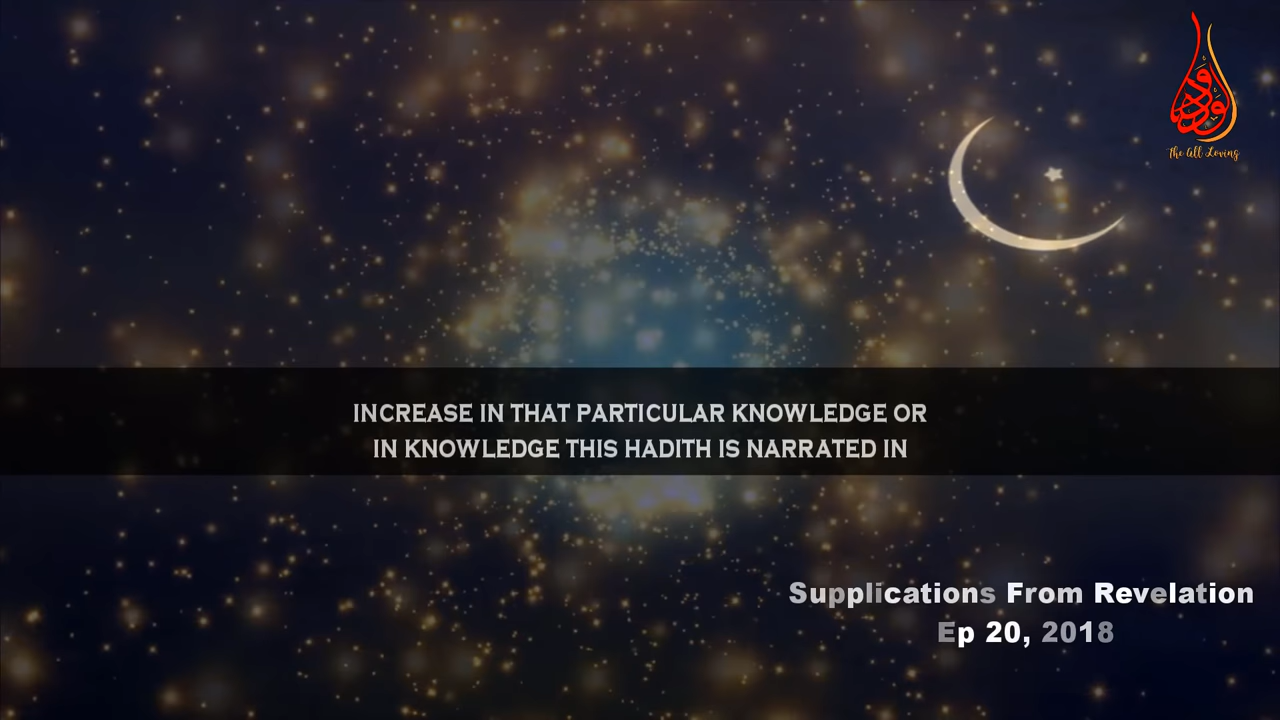 الودود
The All Loving
INCREASE IN THAT PARTICULAR KNOWLEDGE OR
IN KNOWLEDGE THIS HADITH IS NARRATED IN
Supplications From Revelation
Ep 20, 2018